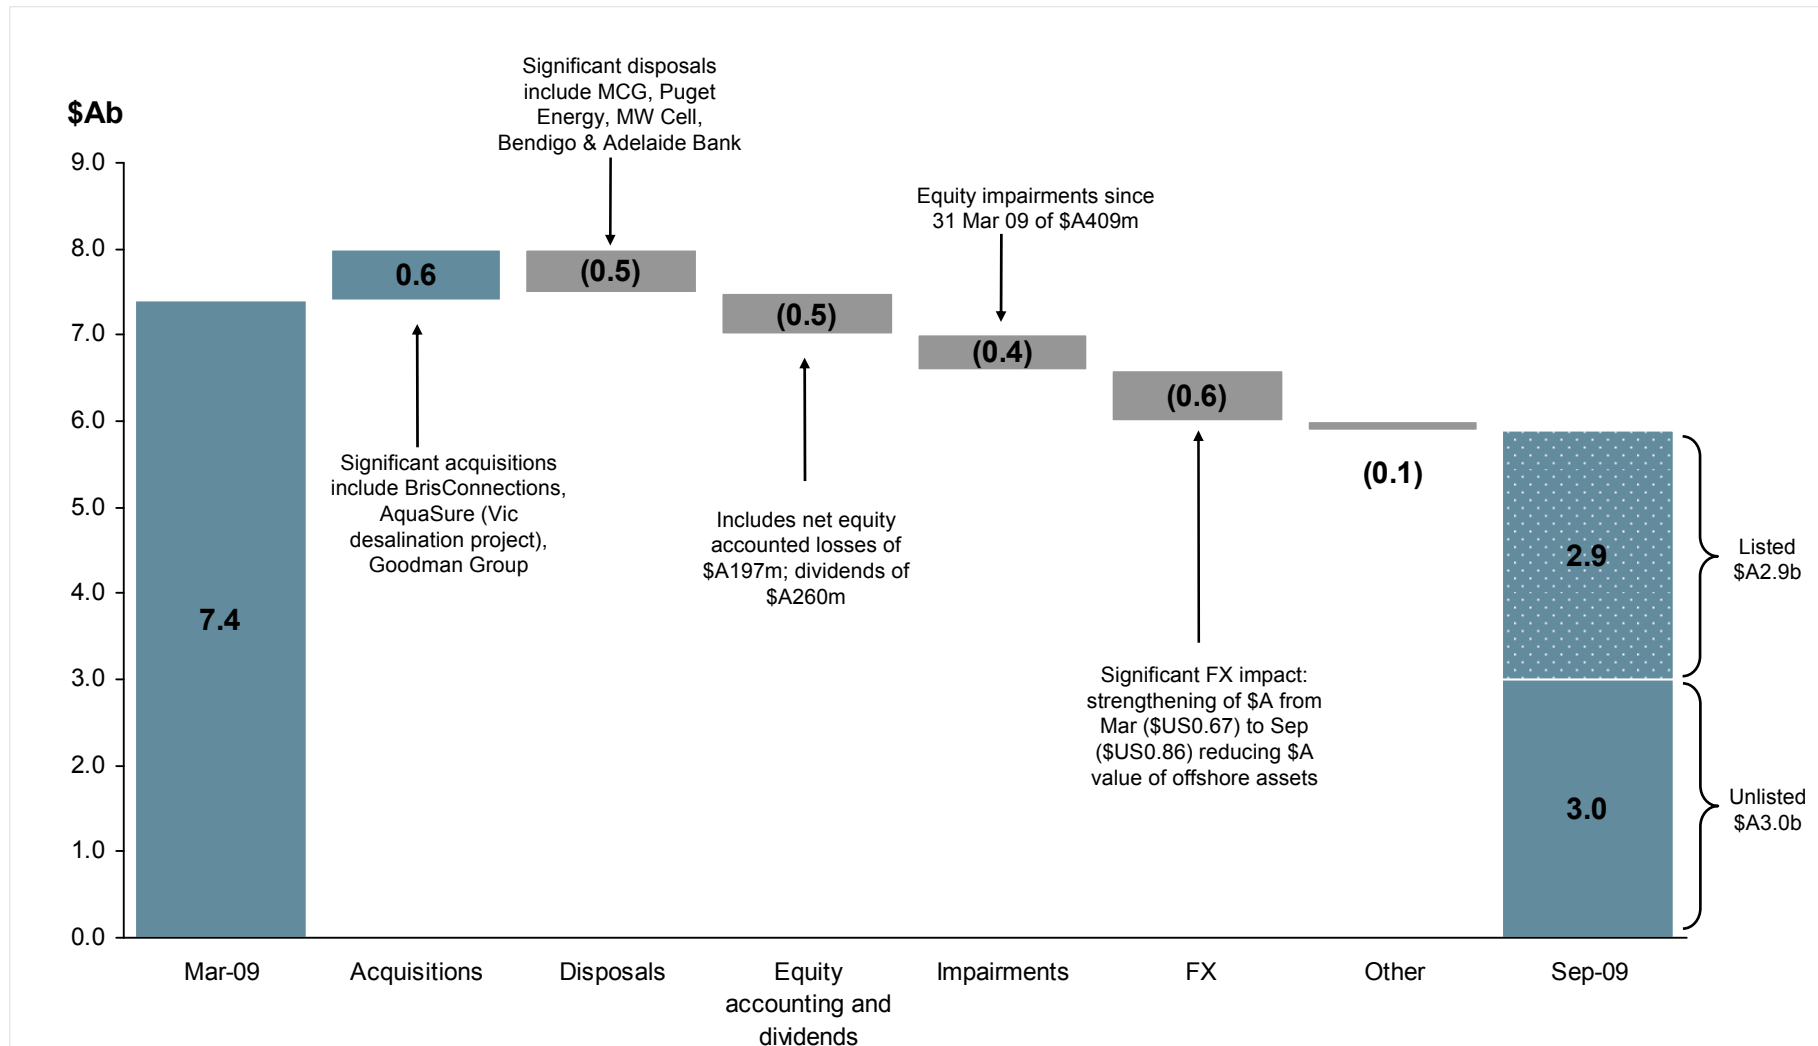 Significant disposals
include MCG, Puget
Energy, MW Cell,
Bendigo & Adelaide Bank
$Ab
9.0
Equity impairments since
31 Mar 09 of $A409m
8.0
0.6
(0.5)
(0.5)
7.0
(0.4)
(0.6)
6.0
(0.1)
Significant acquisitions
include BrisConnections,
AquaSure (Vic
desalination project),
Goodman Group
5.0
Includes net equity
accounted losses of
$A197m; dividends of
$A260m
2.9
Listed
$A2.9b
4.0
7.4
3.0
Significant FX impact:
strengthening of $A from
Mar ($US0.67) to Sep
($US0.86) reducing $A
value of offshore assets
2.0
3.0
Unlisted
$A3.0b
1.0
0.0
Mar-09
Acquisitions
Disposals
Equity
accounting and
dividends
Impairments
FX
Other
Sep-09